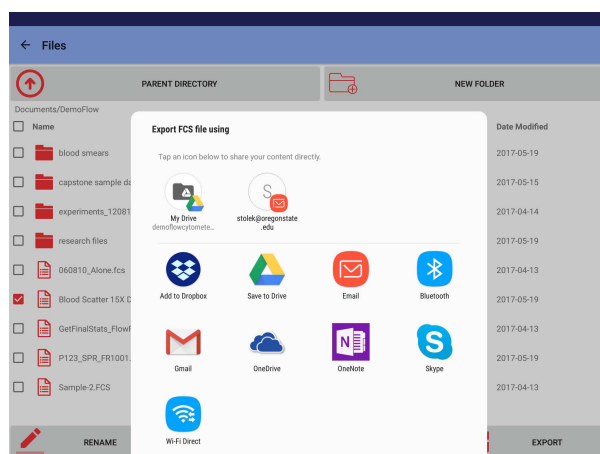 Files
PARENT DIRECTORY
NEW FOLDER
Documents/DemoFlow
Name
Date Modified
blood smears
2017-05-19
capstone sample da
2017-05-15
experiments_12081
2017-04-14
research files
2017-05-19
060810_Alone.fcs
2017-04-13
Blood Scatter 15X D
2017-05-19
GetFinalStats_FlowR
2017-04-13
P123_SPR_FR1001.
2017-05-19
Sample-2.FCS
2017-04-13
RENAME
EXPORT
Export FCS file using
Tap an icon below to share your content directly.
My Drive
demoflowcytomete...
S
stolek@oregonstate
.edu
Add to Dropbox
Save to Drive
Email
Bluetooth
Gmail
OneDrive
N
OneNote
S
Skype
Wi-Fi Direct